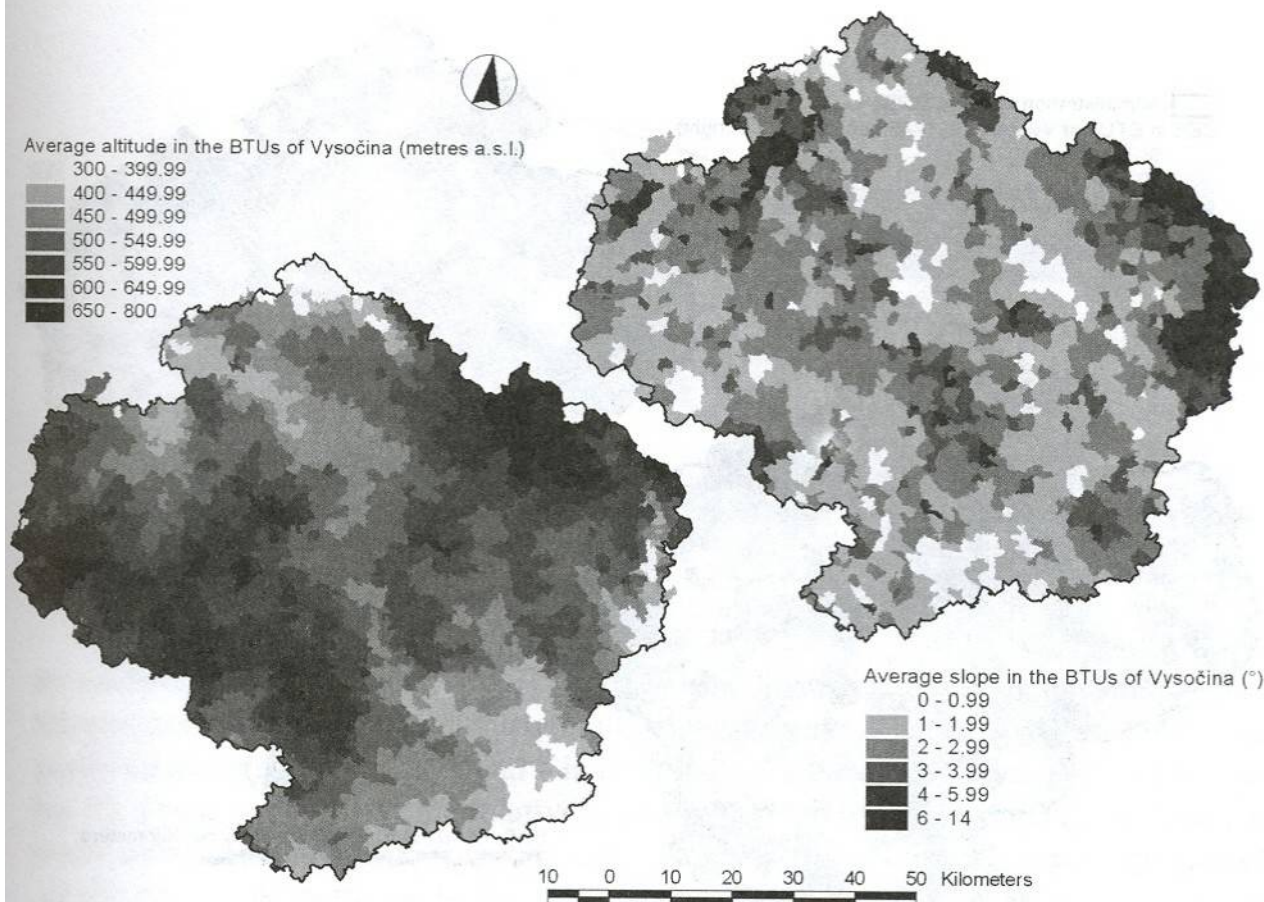 Average altitude in the BTUs of Vysočina (metres a.s.l.)
300 - 399.99
400 - 449.99
450 - 499.99
500 - 549.99
550 - 599.99
600 - 649.99
650 - 800
Average slope in the BTUs of Vysočina (°)
0 - 0.99
1 - 1.99
2 - 2.99
3 - 3.99
4 - 5.99
6 - 14
10 0 10 20 30 40 50 Kilometers